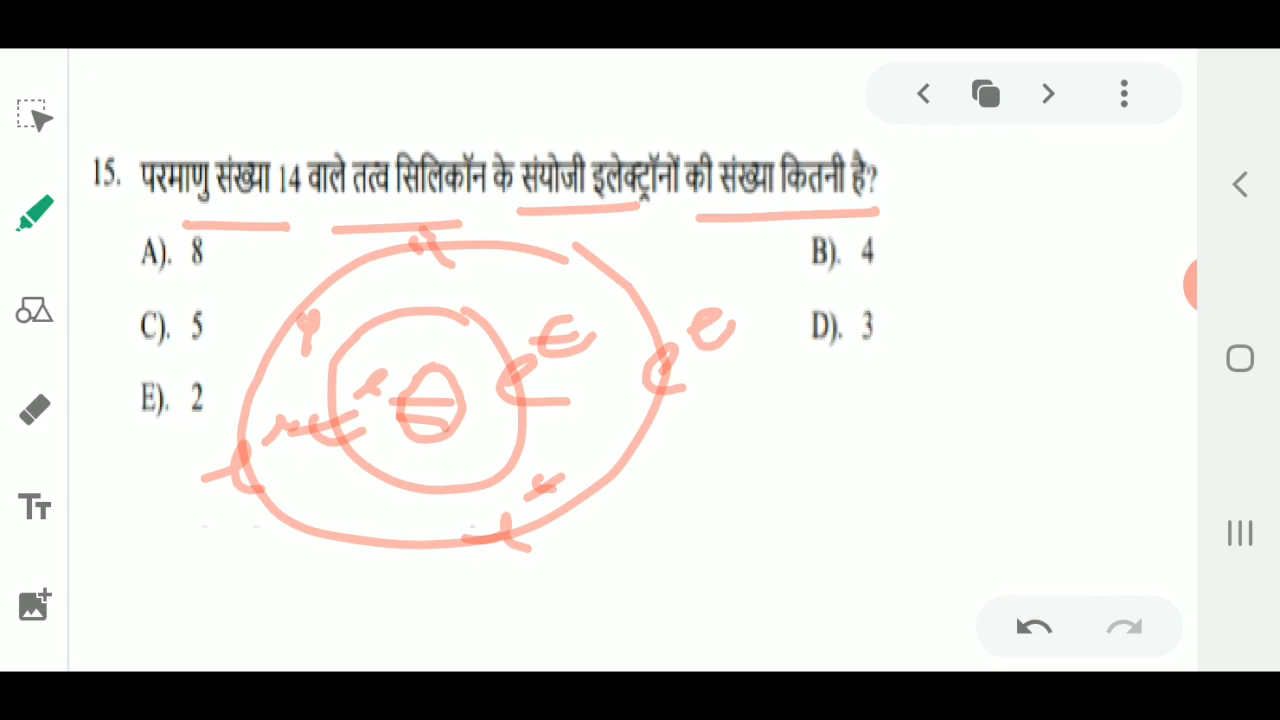 15. परमाणु संख्या 14 वाले तत्व सिलिकॉन के संयोजी इलेक्ट्रॉनों की संख्या कितनी है?
A). 8
B). 4
C). 5
D). 3
E). 2